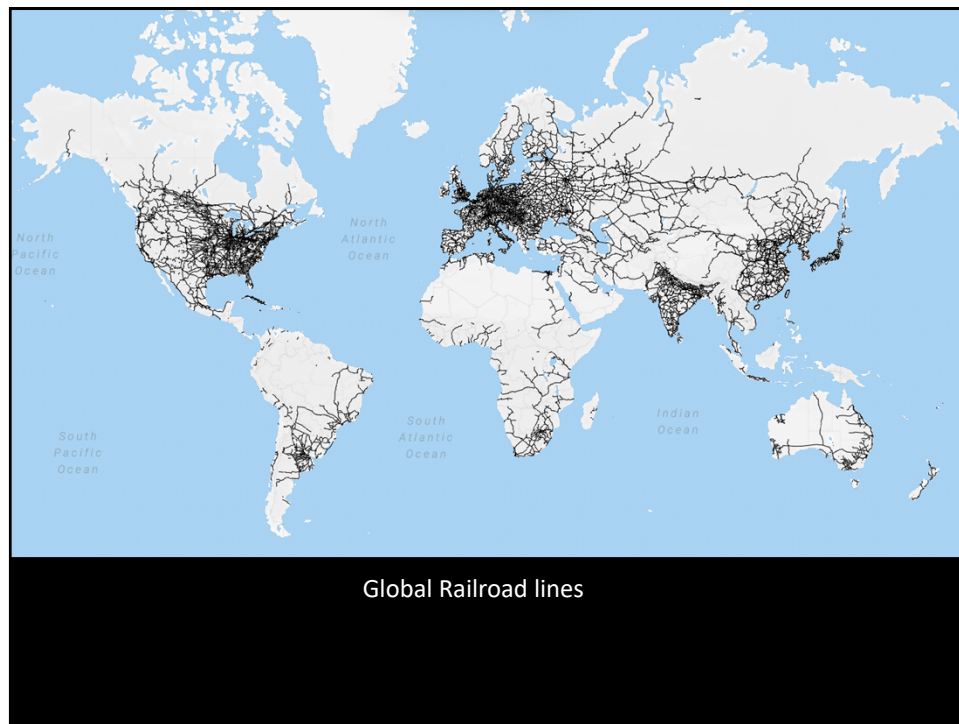 North
Pacific
Ocean
North
Atlantic
Ocean
South
Pacific
Ocean
South
Atlantic
Ocean
Indian
Ocean
Global Railroad lines